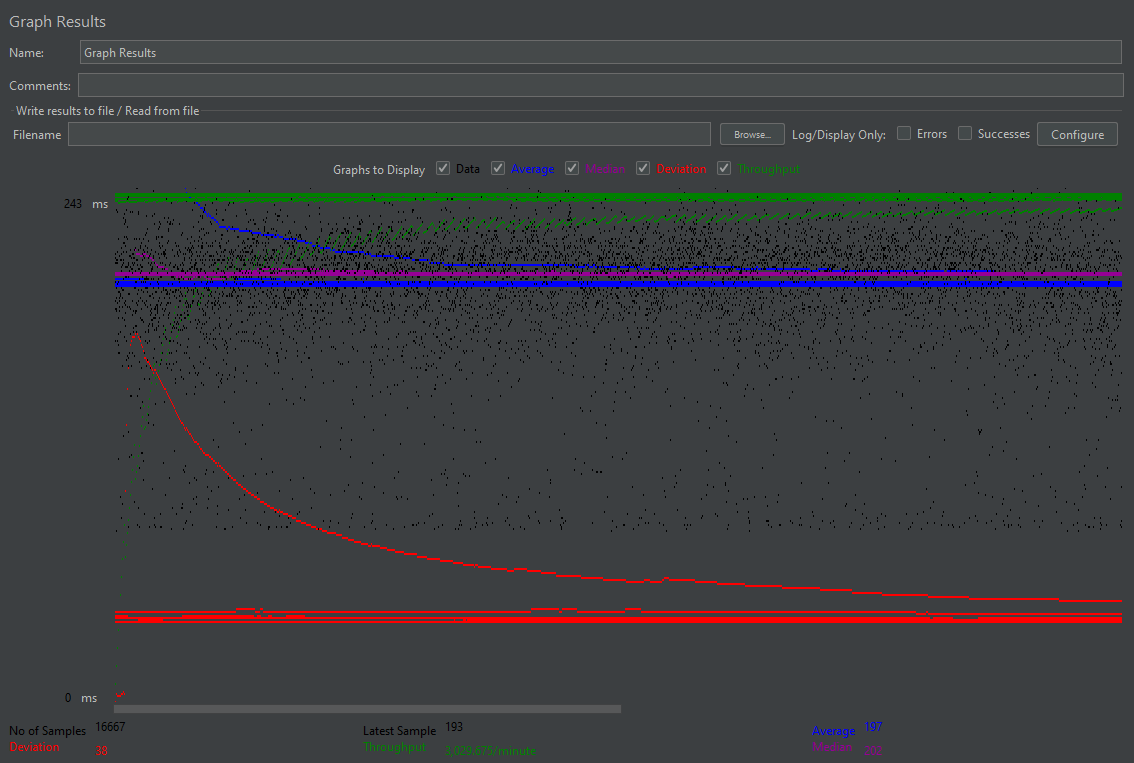 Graph Results
Name: Graph Results
Comments:
Write results to file / Read from file
Filename Browse... Log/Display Only: Errors Successes Configure
Graphs to Display Data Average Median Deviation Throughput
243 ms
0 ms
No of Samples 16667 Latest Sample 193 Average 197
Deviation 38 Throughput 3,029.675/minute Median 202